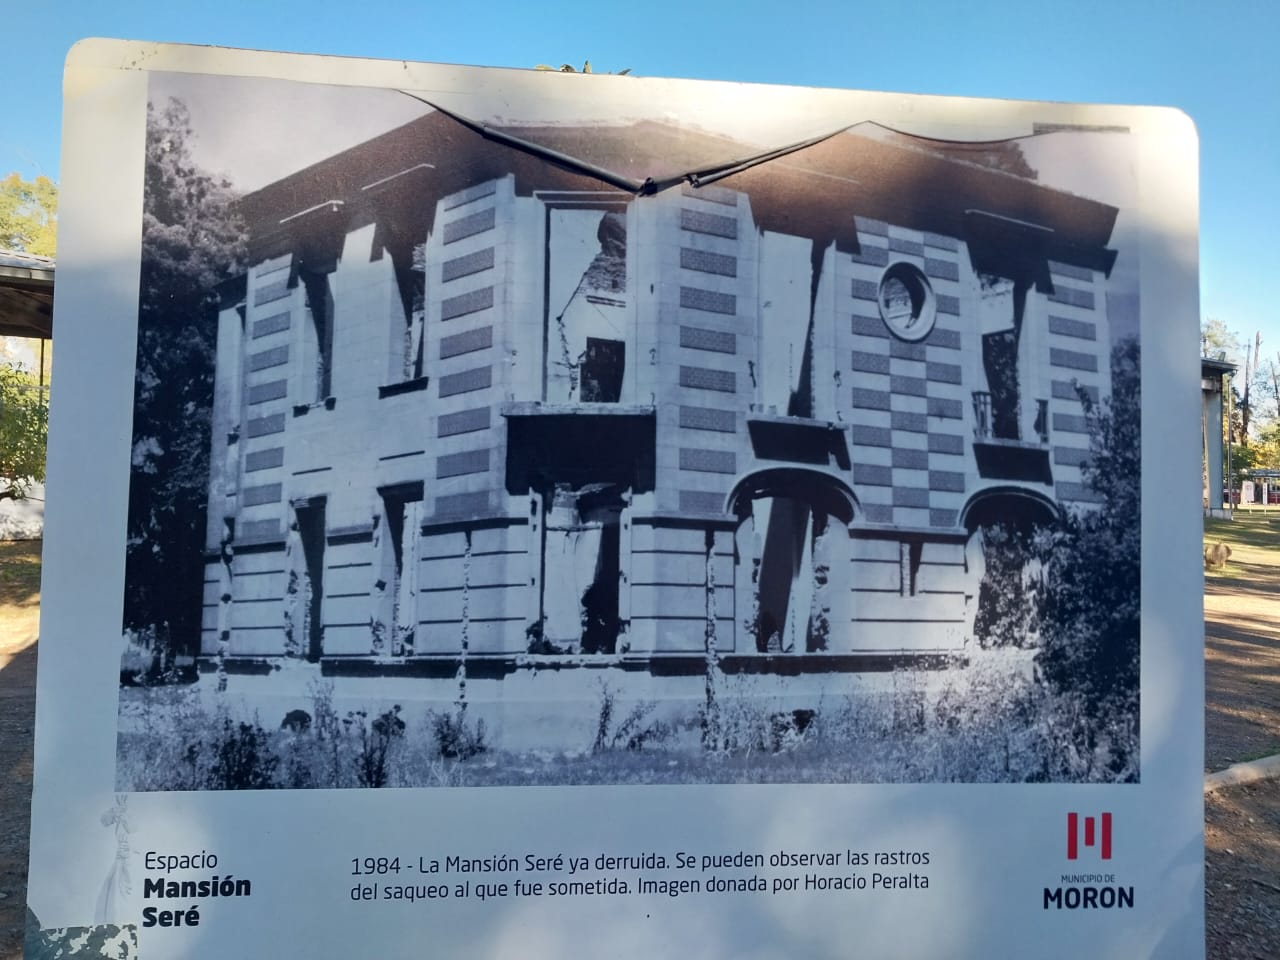 Espacio
Mansión
Seré
1984 - La Mansión Seré ya derruida. Se pueden observar las rastros
del saqueo al que fue sometida. Imagen donada por Horacio Peralta
MUNICIPIO DE
MORON